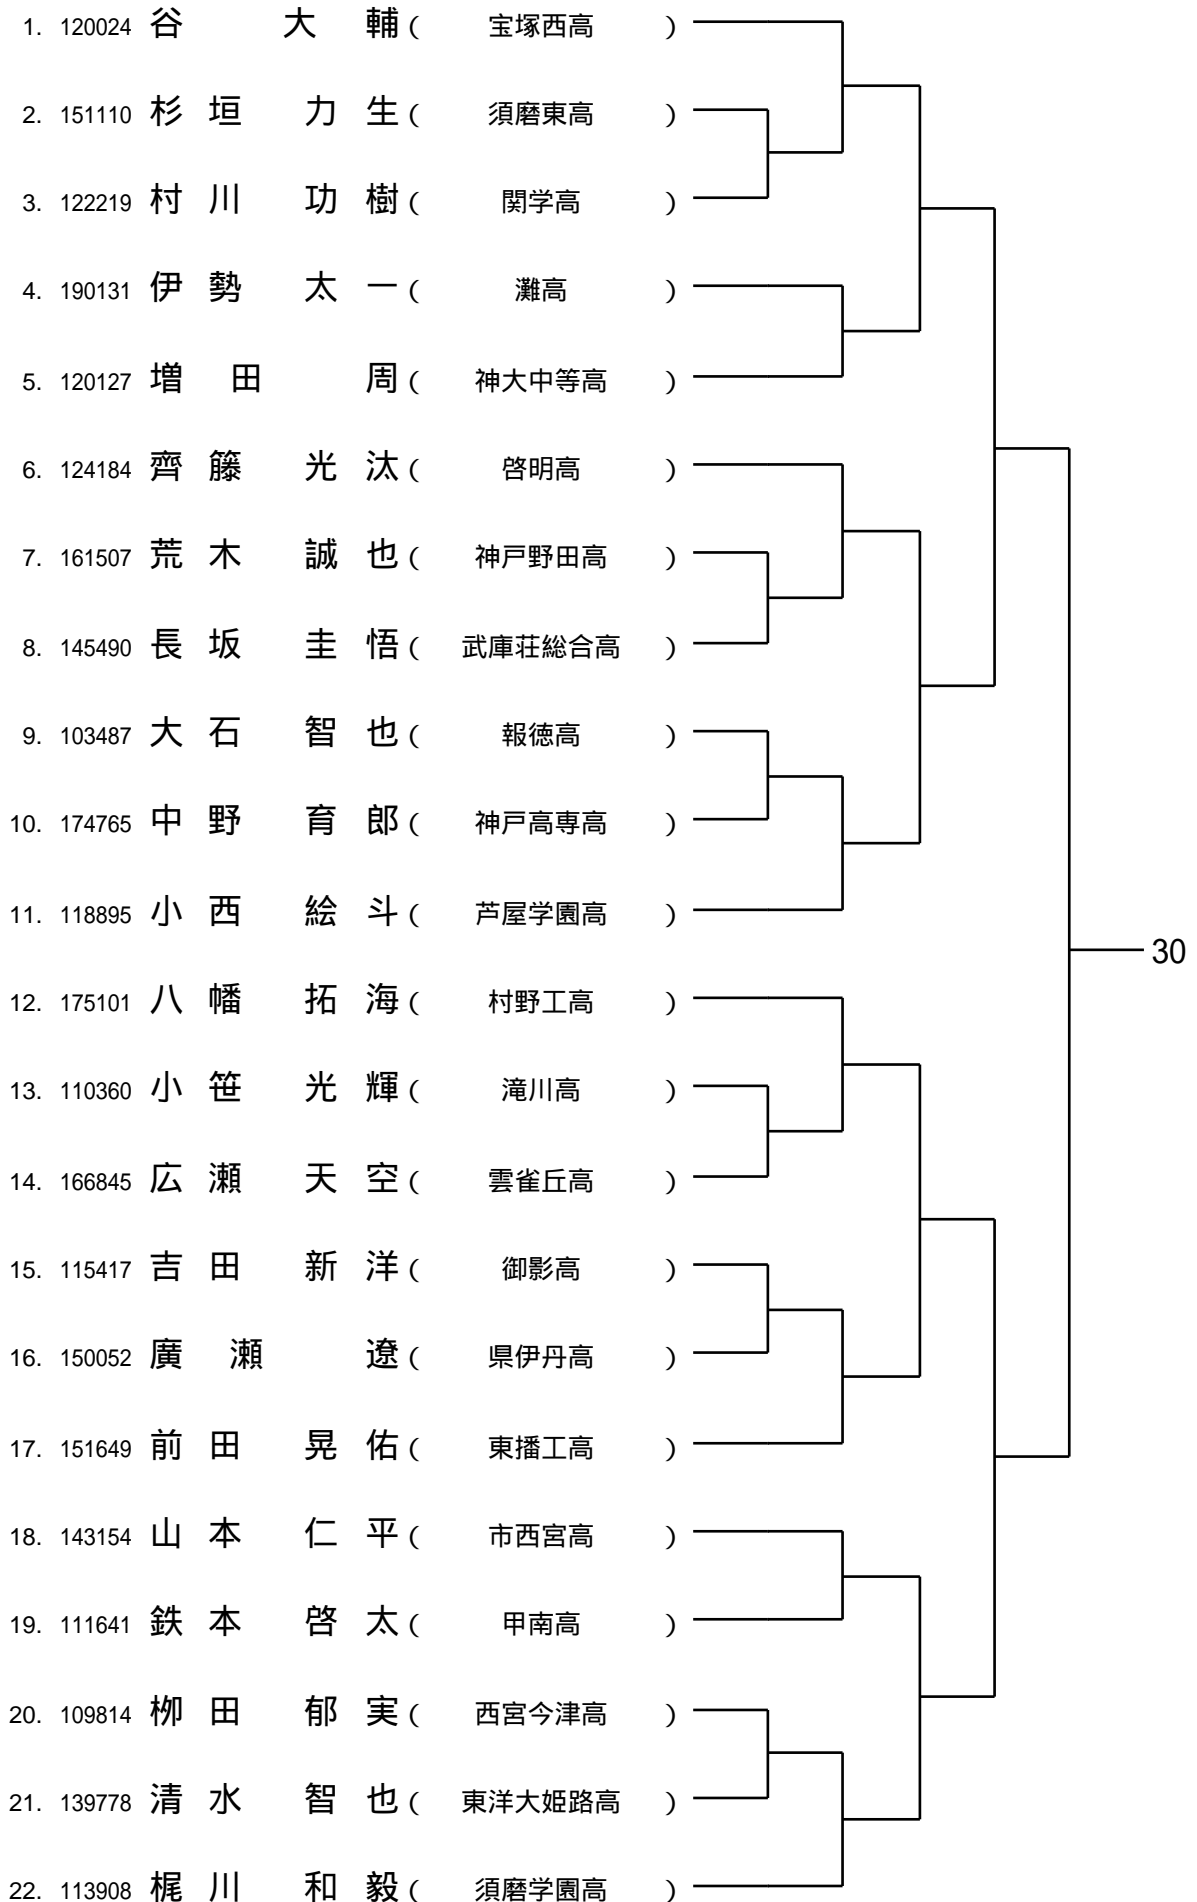 1. 120024 谷 大 輔 ( 宝塚西高 )
2. 151110 杉 垣 力 生 ( 須磨東高 )
3. 122219 村 川 功 樹 ( 関学高 )
4. 190131 伊 勢 太 一 ( 灘高 )
5. 120127 増 田 周 ( 神大中等高 )
6. 124184 齊 籐 光 汰 ( 啓明高 )
7. 161507 荒 木 誠 也 ( 神戸野田高 )
8. 145490 長 坂 圭 悟 ( 武庫荘総合高 )
9. 103487 大 石 智 也 ( 報徳高 )
10. 174765 中 野 育 郎 ( 神戸高専高 )
11. 118895 小 西 絵 斗 ( 芦屋学園高 )
30
12. 175101 八 幡 拓 海 ( 村野工高 )
13. 110360 小 笹 光 輝 ( 滝川高 )
14. 166845 広 瀬 天 空 ( 雲雀丘高 )
15. 115417 吉 田 新 洋 ( 御影高 )
16. 150052 廣 瀬 遼 ( 県伊丹高 )
17. 151649 前 田 晃 佑 ( 東播工高 )
18. 143154 山 本 仁 平 ( 市西宮高 )
19. 111641 鉄 本 啓 太 ( 甲南高 )
20. 109814 栁 田 郁 実 ( 西宮今津高 )
21. 139778 清 水 智 也 ( 東洋大姫路高 )
22. 113908 梶 川 和 毅 ( 須磨学園高 )